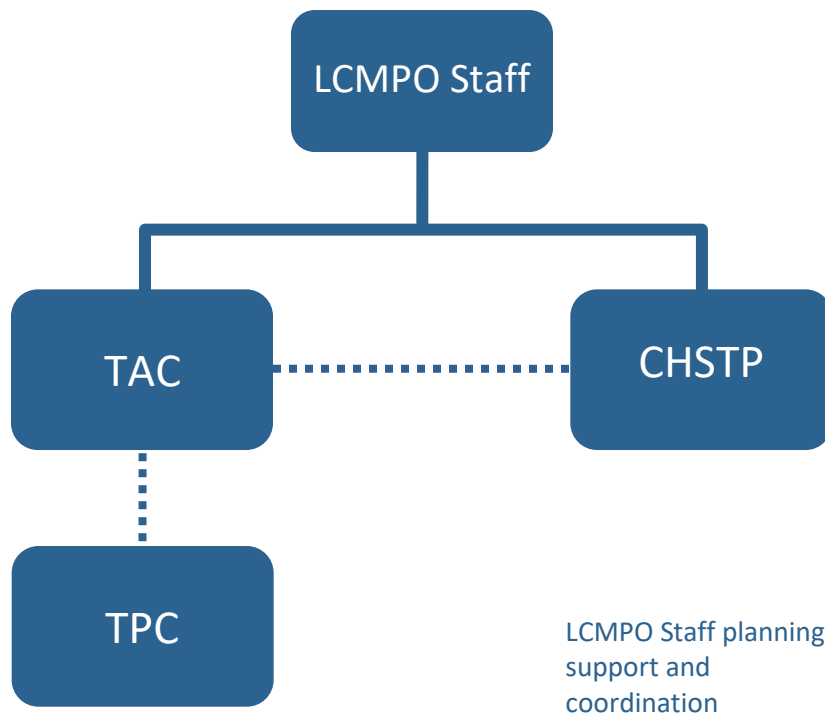 LCMPO Staff
TAC
CHSTP
TPC
LCMPO Staff planning
support and
coordination